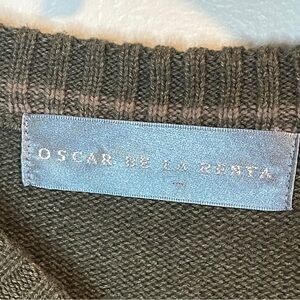 OSCAR DE LA RENTA